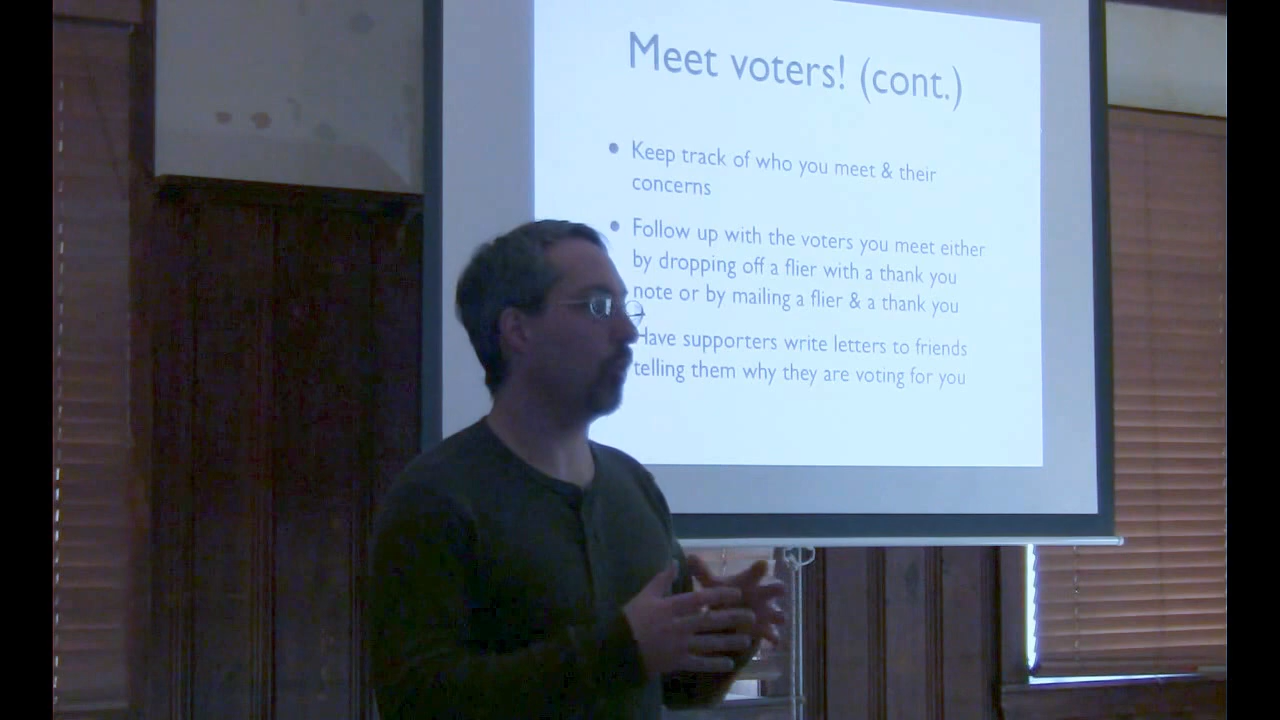 Meet voters! (cont.)
• Keep track of who you meet & their
concerns
• Follow up with the voters you meet either
by dropping off a flier with a thank you
note or by mailing a flier & a thank you
Have supporters write letters to friends
telling them why they are voting for you